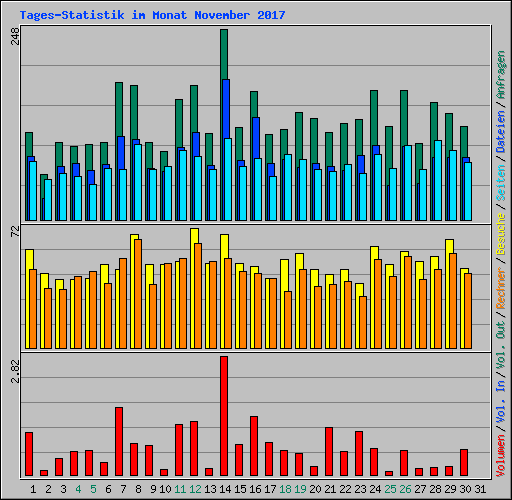 Tages-Statistik im Monat November 2017
248
72
2.82
Volumen / Vol. In / Vol. Out / Rechner / Besuche / Seiten / Dateien / Anfragen
1 2 3 4 5 6 7 8 9 10 11 12 13 14 15 16 17 18 19 20 21 22 23 24 25 26 27 28 29 30 31